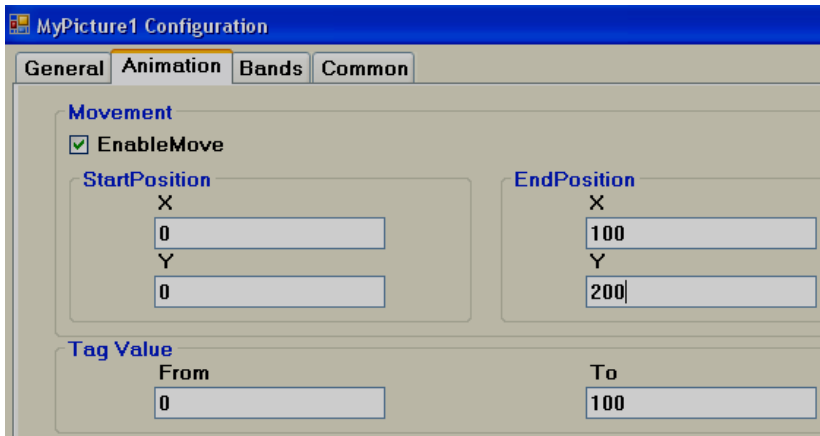 MyPicture1 Configuration
General Animation Bands Common
Movement
EnableMove
StartPosition EndPosition
X X
0 100
Y Y
0 200
Tag Value
From To
0 100